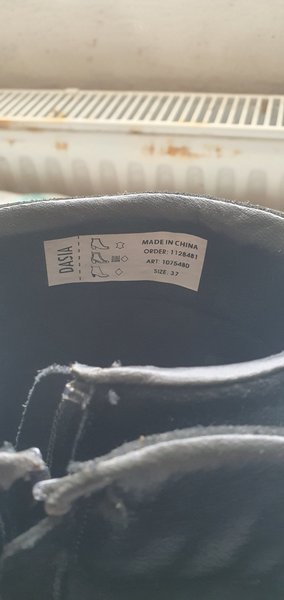 DASIA
MADE IN CHINA
ORDER: 1128481
ART: 1076480
SIZE: 37